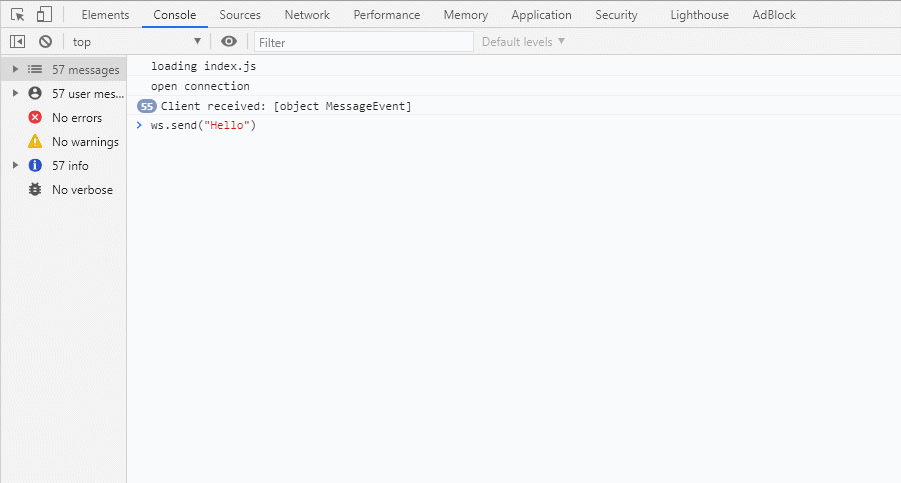 Elements Console Sources Network Performance Memory Application Security Lighthouse AdBlock
top Filter Default levels
57 messages
57 user mes...
No errors
No warnings
57 info
No verbose
loading index.js
open connection
55 Client received: [object MessageEvent]
> ws.send("Hello")